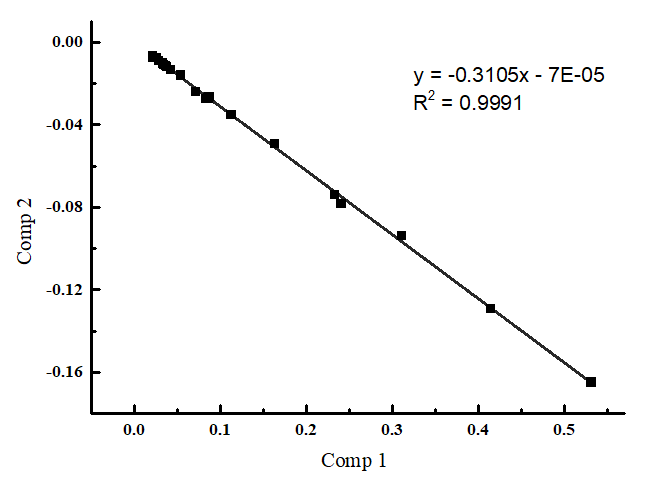 0.00
y = -0.3105x - 7E-05
R² = 0.9991
-0.04
-0.08
Comp 2
-0.12
-0.16
0.0 0.1 0.2 0.3 0.4 0.5
Comp 1